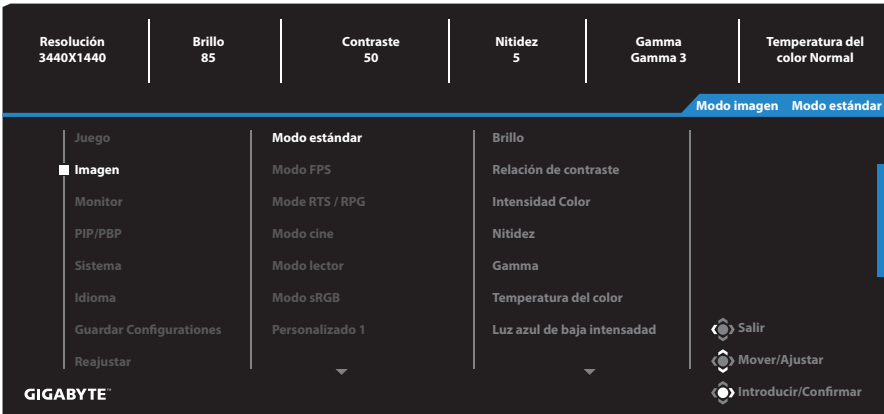 Resolución
3440X1440
Brillo
85
Contraste
50
Nitidez
5
Gamma
Gamma 3
Temperatura del
color Normal
Modo imagen Modo estándar
Juego
Imagen
Monitor
PIP/PBP
Sistema
Idioma
Guardar Configurationes
Reajustar
Modo estándar
Modo FPS
Mode RTS / RPG
Modo cine
Modo lector
Modo sRGB
Personalizado 1
Brillo
Relación de contraste
Intensidad Color
Nitidez
Gamma
Temperatura del color
Luz azul de baja intensadad
Salir
Mover/Ajustar
Introducir/Confirmar
GIGABYTE™